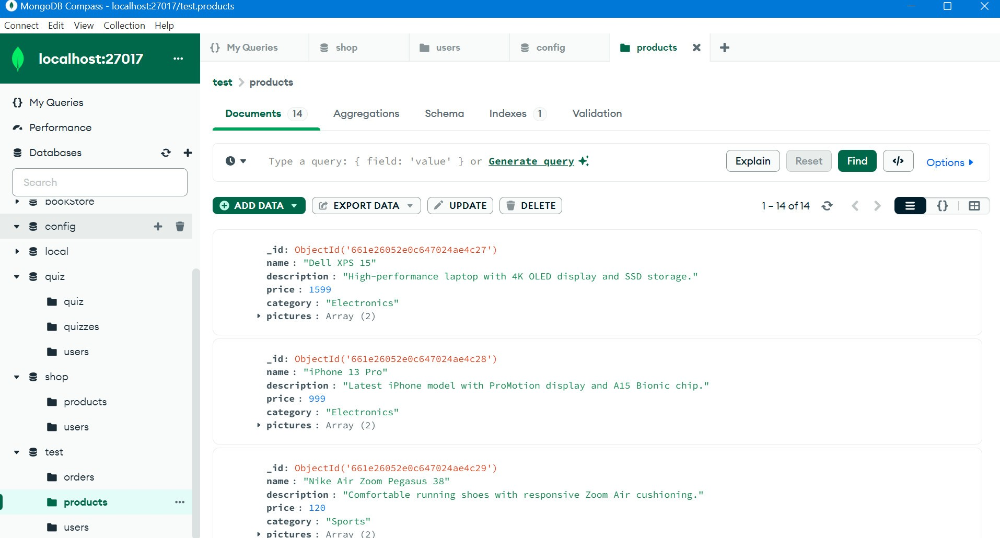 MongoDB Compass - localhost:27017/test.products
Connect Edit View Collection Help
localhost:27017 ...
My Queries
Performance
Databases
Search
bookStore
config
local
quiz
quiz
quizzes
users
shop
products
users
test
orders
products ...
users
{} My Queries shop users config products
test > products
Documents 14 Aggregations Schema Indexes 1 Validation
Type a query: { field: 'value' } or Generate query Explain Reset Find </> Options
ADD DATA EXPORT DATA UPDATE DELETE 1 – 14 of 14 {}
_id: ObjectId('661e26052e0c647024ae4c27')
name : "Dell XPS 15"
description : "High-performance laptop with 4K OLED display and SSD storage."
price : 1599
category : "Electronics"
pictures : Array (2)
_id: ObjectId('661e26052e0c647024ae4c28')
name : "iPhone 13 Pro"
description : "Latest iPhone model with ProMotion display and A15 Bionic chip."
price : 999
category : "Electronics"
pictures : Array (2)
_id: ObjectId('661e26052e0c647024ae4c29')
name : "Nike Air Zoom Pegasus 38"
description : "Comfortable running shoes with responsive Zoom Air cushioning."
price : 120
category : "Sports"
pictures : Array (2)